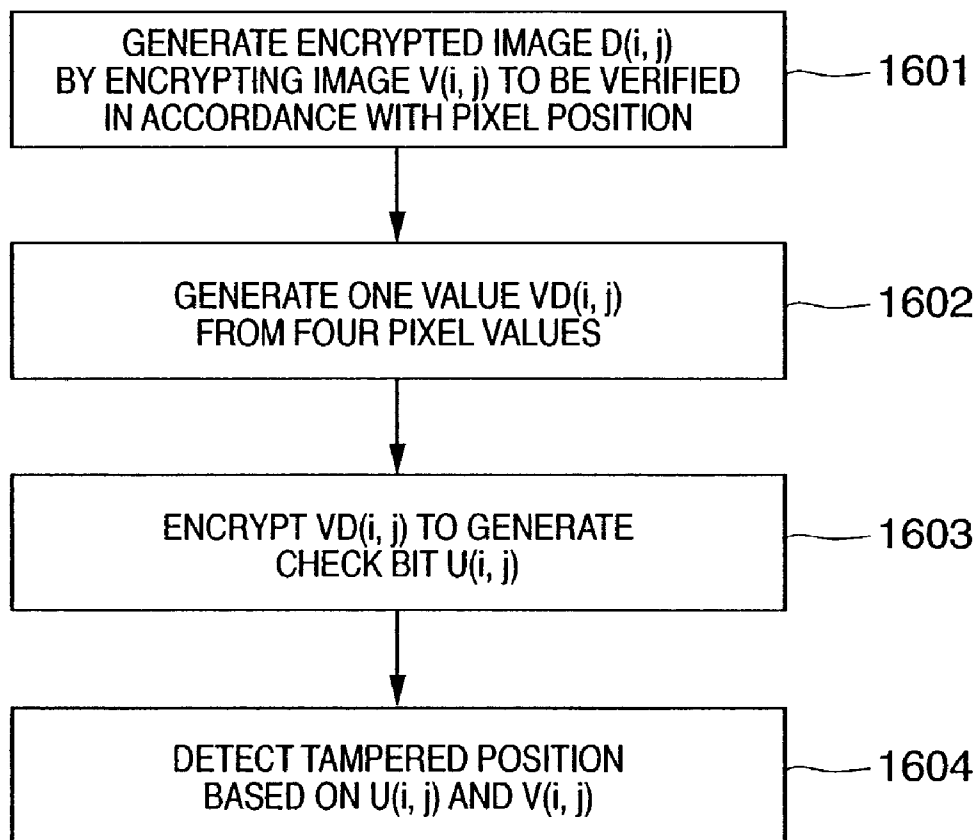 GENERATE ENCRYPTED IMAGE D(i, j)
BY ENCRYPTING IMAGE V(i, j) TO BE VERIFIED
IN ACCORDANCE WITH PIXEL POSITION
1601
GENERATE ONE VALUE VD(i, j)
FROM FOUR PIXEL VALUES
1602
ENCRYPT VD(i, j) TO GENERATE
CHECK BIT U(i, j)
1603
DETECT TAMPERED POSITION
BASED ON U(i, j) AND V(i, j)
1604